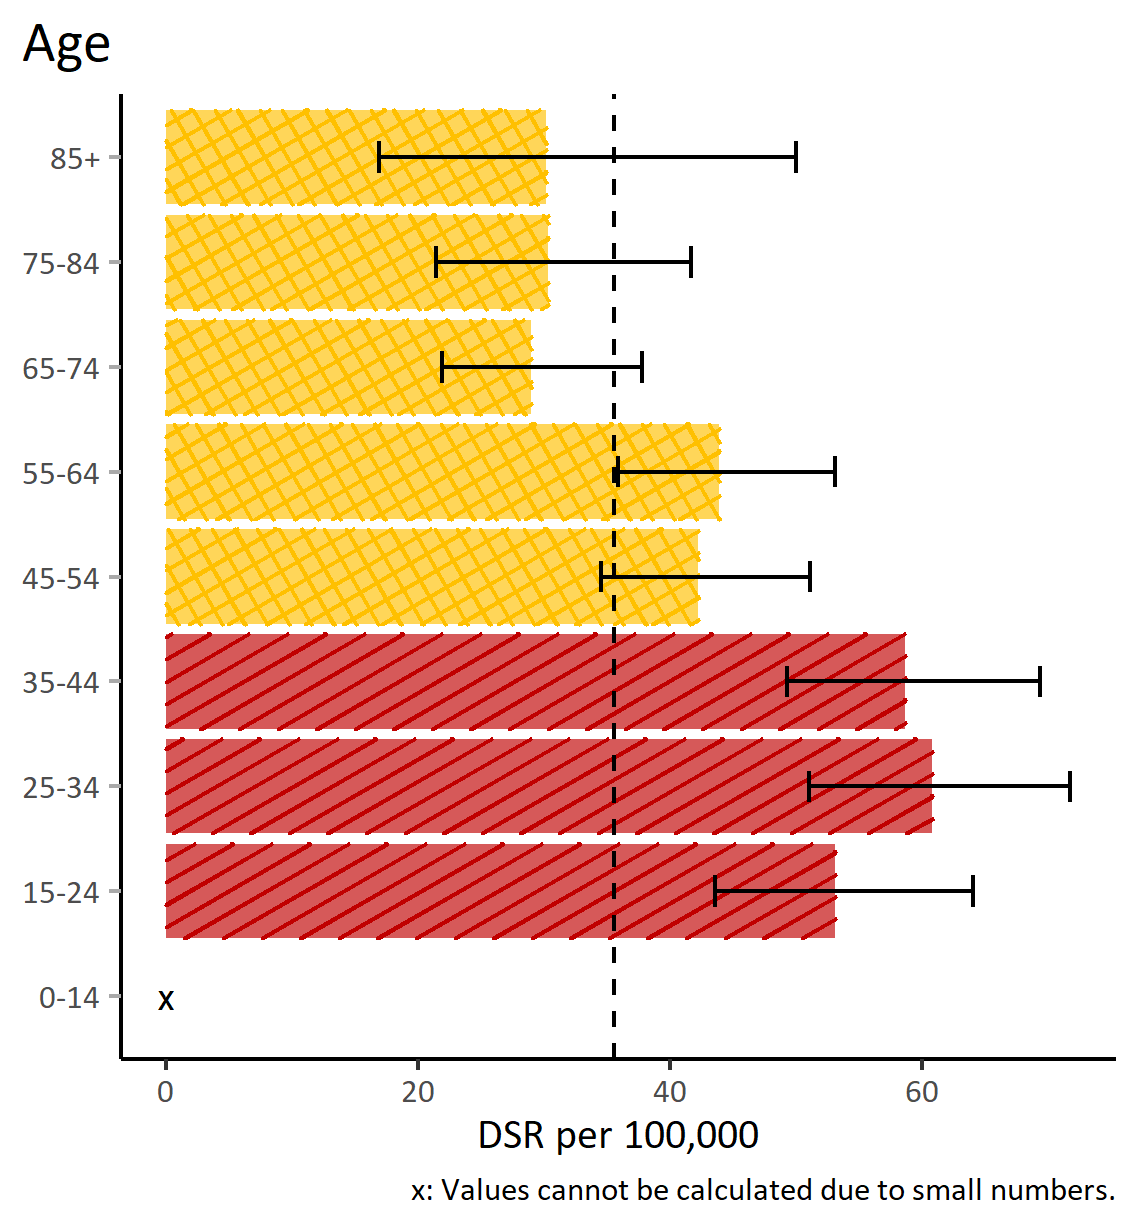 Age
85+
75-84
65-74
55-64
45-54
35-44
25-34
15-24
0-14
x
0 20 40 60
DSR per 100,000
x: Values cannot be calculated due to small numbers.